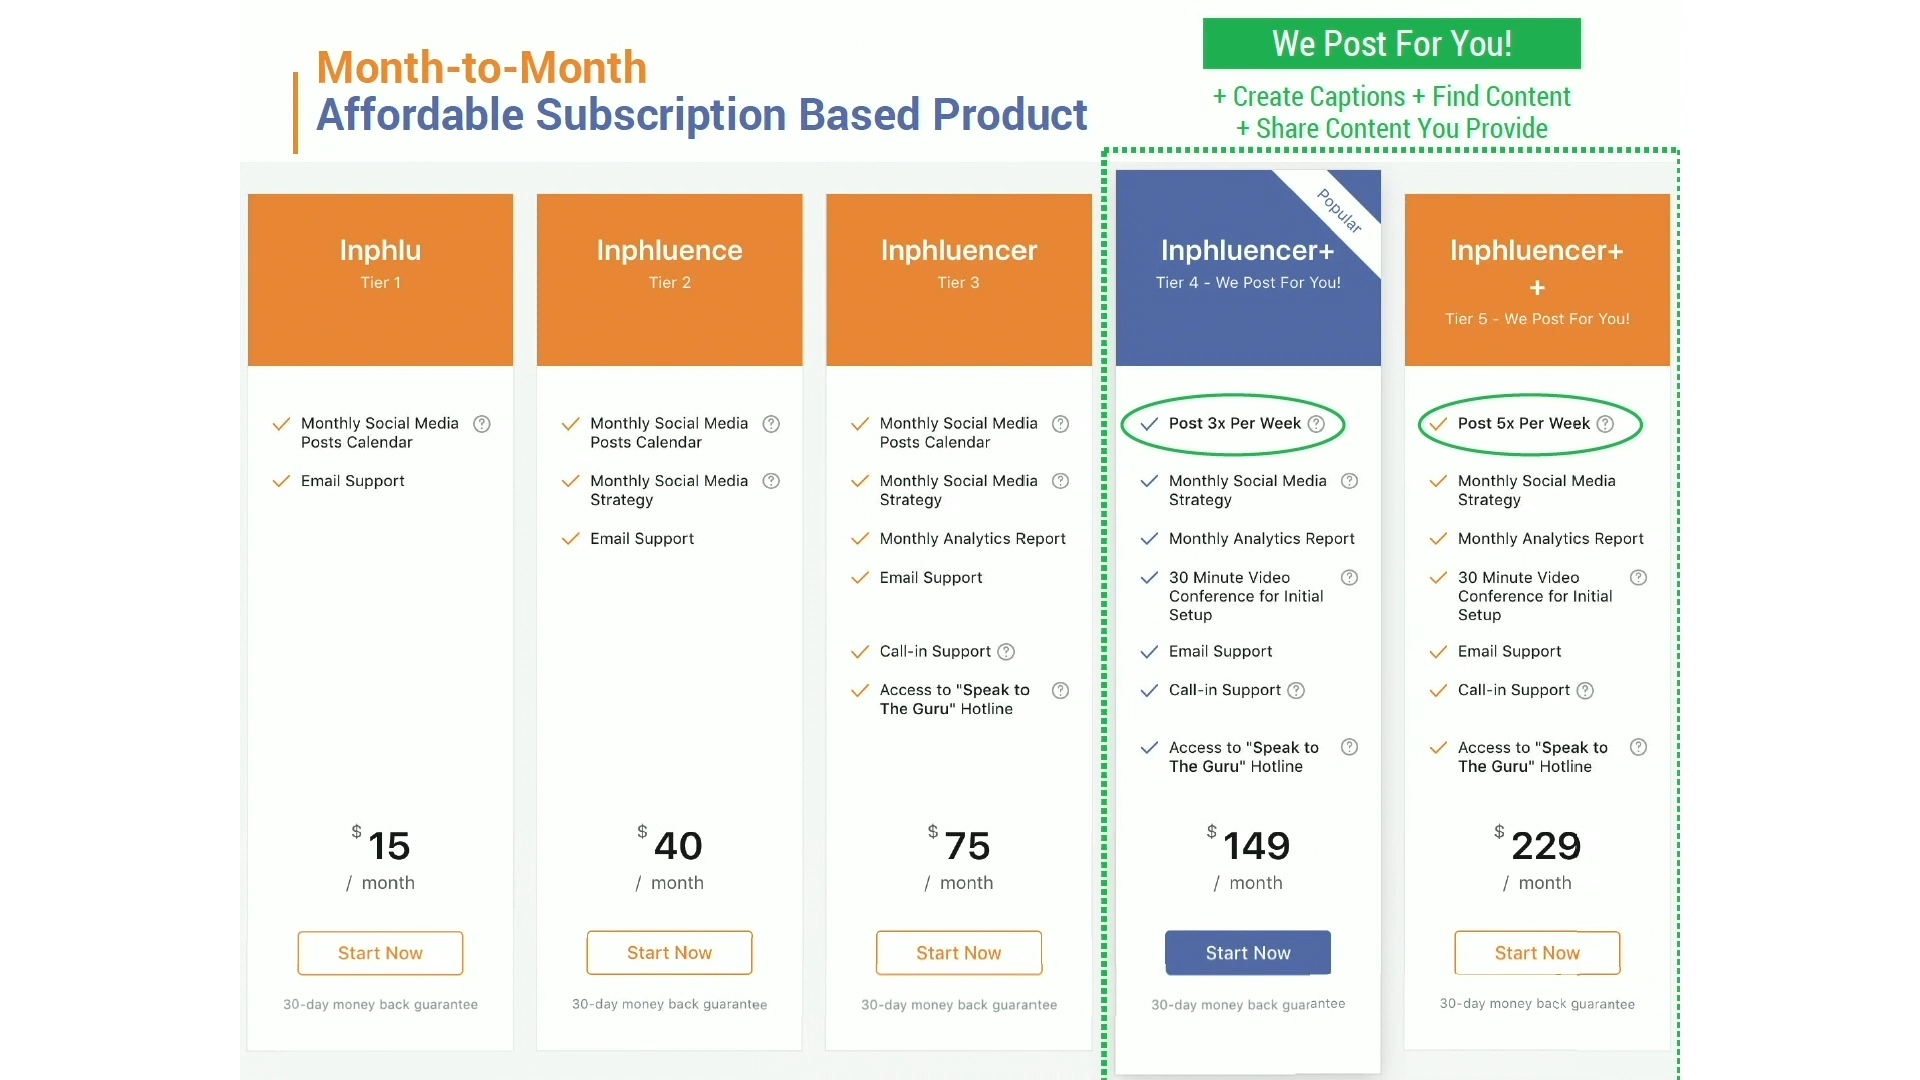 Month-to-Month
Affordable Subscription Based Product
We Post For You!
+ Create Captions + Find Content
+ Share Content You Provide
Inphlu
Tier 1
Monthly Social Media
Posts Calendar
Email Support
$ 15
/ month
Start Now
30-day money back guarantee
Inphluence
Tier 2
Monthly Social Media
Posts Calendar
Monthly Social Media
Strategy
Email Support
$ 40
/ month
Start Now
30-day money back guarantee
Inphluencer
Tier 3
Monthly Social Media
Posts Calendar
Monthly Social Media
Strategy
Monthly Analytics Report
Email Support
Call-in Support
Access to "Speak to
The Guru" Hotline
$ 75
/ month
Start Now
30-day money back guarantee
Popular
Inphluencer+
Tier 4 - We Post For You!
Post 3x Per Week
Monthly Social Media
Strategy
Monthly Analytics Report
30 Minute Video
Conference for Initial
Setup
Email Support
Call-in Support
Access to "Speak to
The Guru" Hotline
$ 149
/ month
Start Now
30-day money back guarantee
Inphluencer+
+
Tier 5 - We Post For You!
Post 5x Per Week
Monthly Social Media
Strategy
Monthly Analytics Report
30 Minute Video
Conference for Initial
Setup
Email Support
Call-in Support
Access to "Speak to
The Guru" Hotline
$ 229
/ month
Start Now
30-day money back guarantee